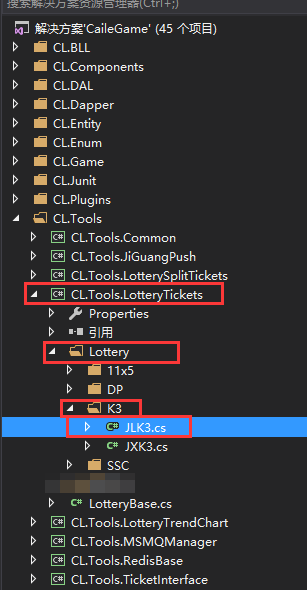 搜索解决方案资源管理器(Ctrl+;)
解决方案'CaileGame' (45 个项目)
CL.BLL
CL.Components
CL.DAL
CL.Dapper
CL.Entity
CL.Enum
CL.Game
CL.Junit
CL.Plugins
CL.Tools
C# CL.Tools.Common
C# CL.Tools.JiGuangPush
C# CL.Tools.LotterySplitTickets
C# CL.Tools.LotteryTickets
Properties
引用
Lottery
11x5
DP
K3
C# JLK3.cs
C# JXK3.cs
SSC
C# LotteryBase.cs
C# CL.Tools.LotteryTrendChart
C# CL.Tools.MSMQManager
C# CL.Tools.RedisBase
C# CL.Tools.TicketInterface